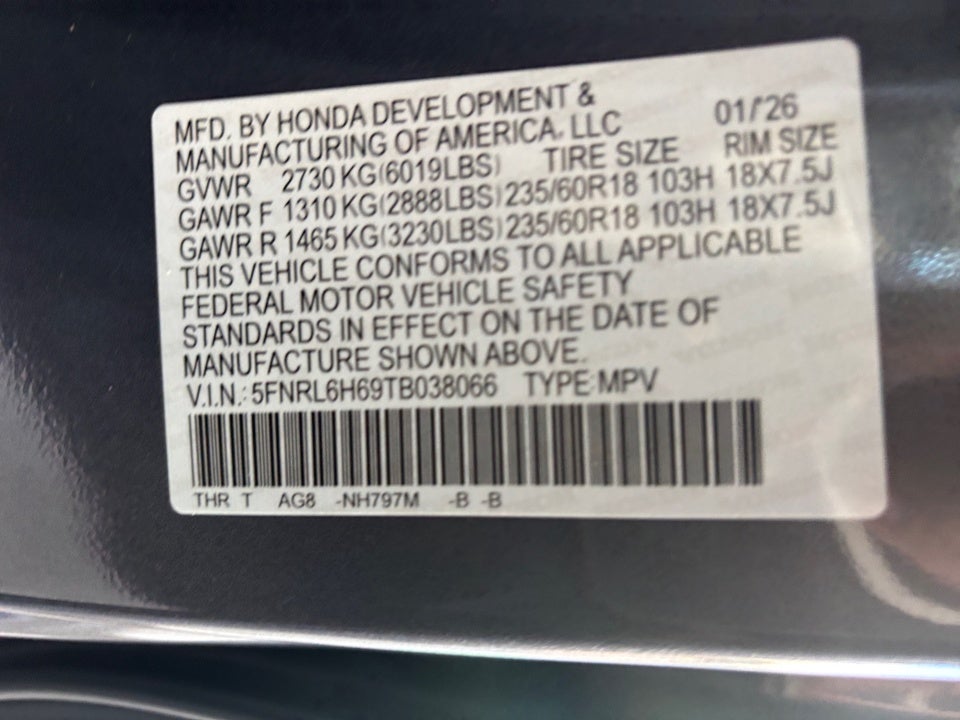 MFD. BY HONDA DEVELOPMENT &
MANUFACTURING OF AMERICA, LLC 01/'26
GVWR 2730 KG(6019LBS) TIRE SIZE RIM SIZE
GAWR F 1310 KG(2888LBS) 235/60R18 103H 18X7.5J
GAWR R 1465 KG(3230LBS) 235/60R18 103H 18X7.5J
THIS VEHICLE CONFORMS TO ALL APPLICABLE
FEDERAL MOTOR VEHICLE SAFETY
STANDARDS IN EFFECT ON THE DATE OF
MANUFACTURE SHOWN ABOVE.
V.I.N.: 5FNRL6H69TB038066 TYPE:MPV
THR T AG8 -NH797M -B -B